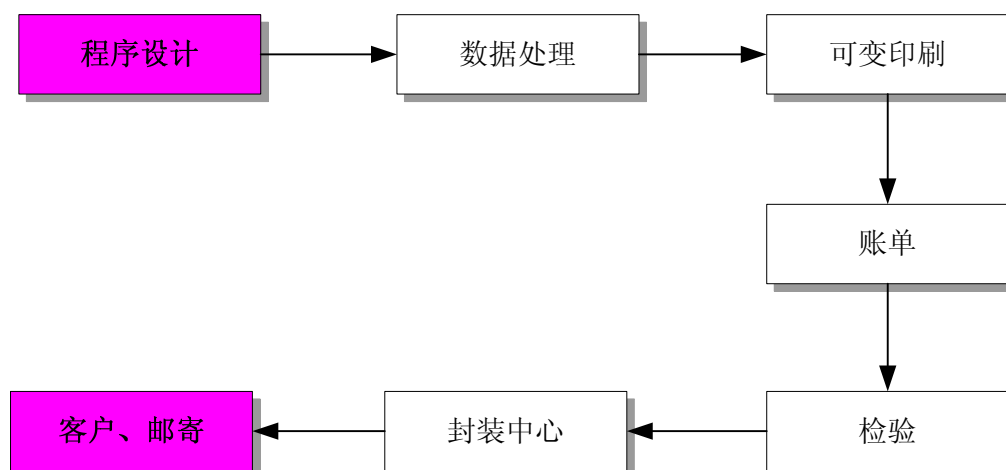 程序设计
数据处理
可变印刷
账单
检验
封装中心
客户、邮寄